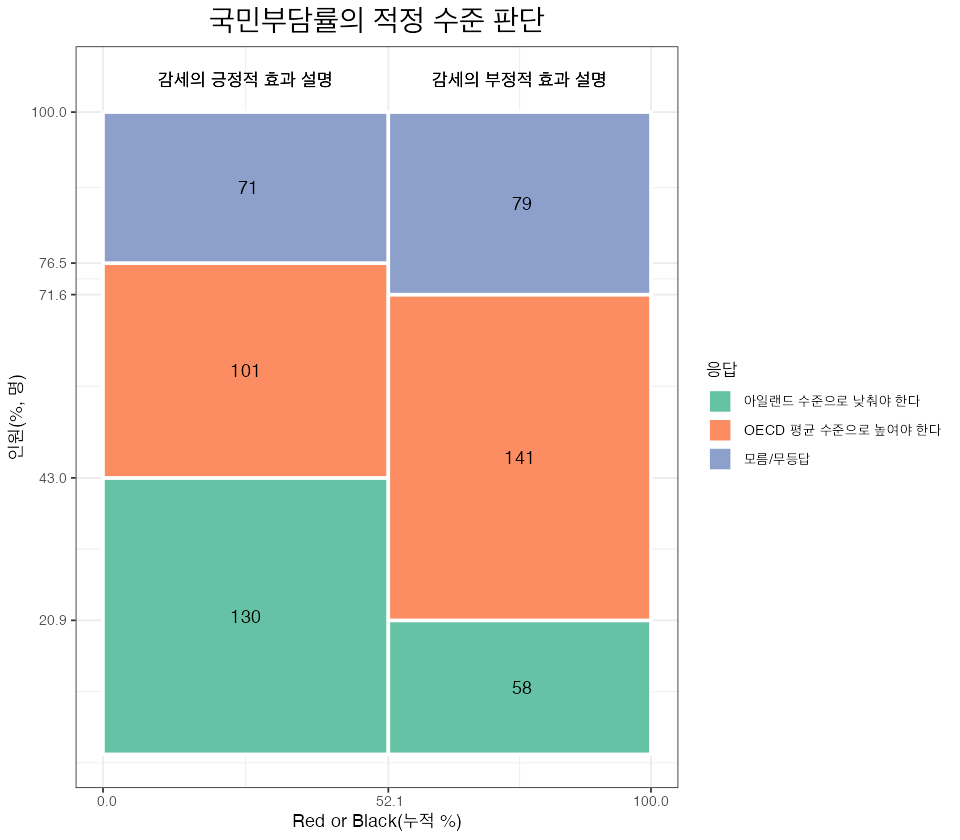 국민부담률의 적정 수준 판단
감세의 긍정적 효과 설명
감세의 부정적 효과 설명
100.0
76.5
71.6
43.0
20.9
인원(%, 명)
71
79
101
141
130
58
0.0
52.1
100.0
Red or Black(누적 %)
응답
아일랜드 수준으로 낮춰야 한다
OECD 평균 수준으로 높여야 한다
모름/무등답